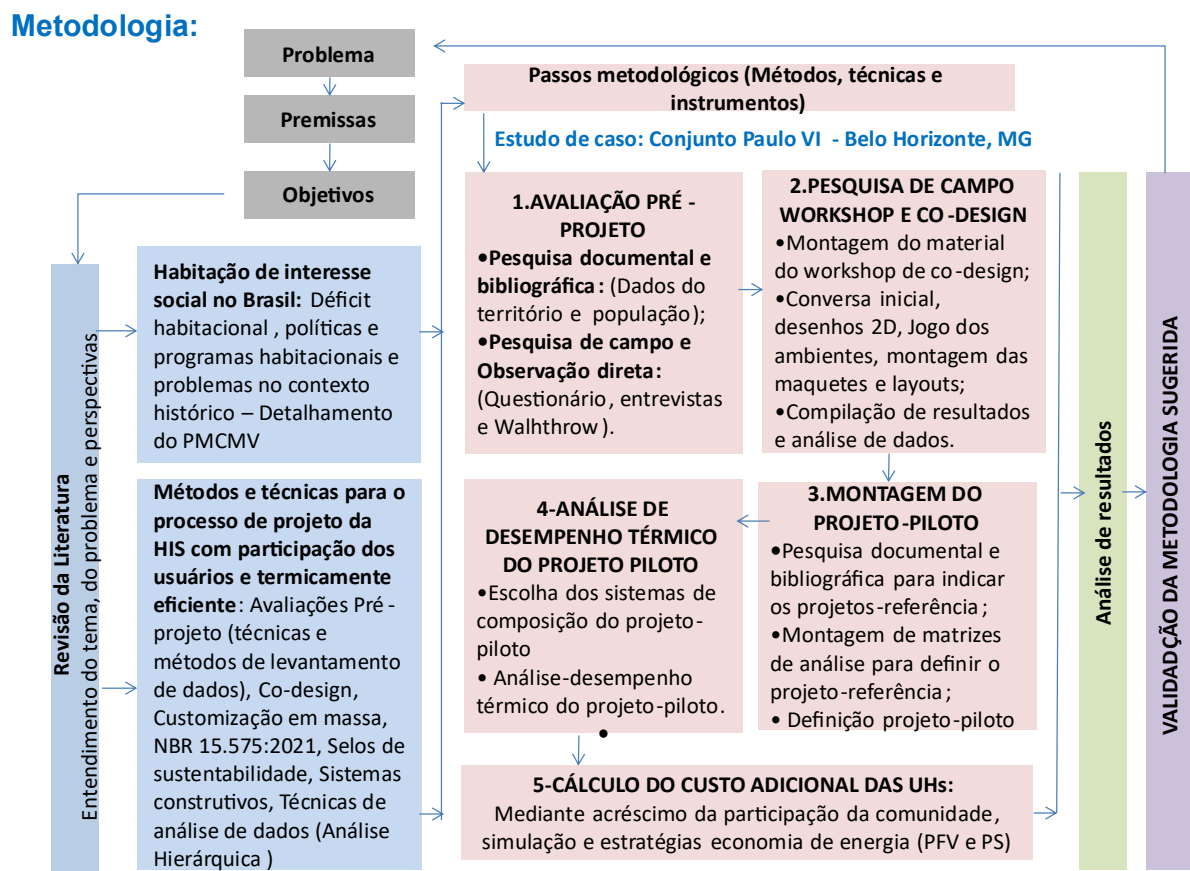 Metodologia:
Problema
Premissas
Objetivos
Revisão da Literatura
Entendimento do tema, do problema e perspectivas
Habitação de interesse
social no Brasil: Déficit
habitacional , políticas e
programas habitacionais e
problemas no contexto
histórico – Detalhamento
do PMCMV
Métodos e técnicas para o
processo de projeto da
HIS com participação dos
usuários e termicamente
eficiente: Avaliações Pré -
projeto (técnicas e
métodos de levantamento
de dados), Co-design,
Customização em massa,
NBR 15.575:2021, Selos de
sustentabilidade, Sistemas
construtivos, Técnicas de
análise de dados (Análise
Hierárquica )
Passos metodológicos (Métodos, técnicas e
instrumentos)
Estudo de caso: Conjunto Paulo VI - Belo Horizonte, MG
1.AVALIAÇÃO PRÉ -
PROJETO
•Pesquisa documental e
bibliográfica: (Dados do
território e população);
•Pesquisa de campo e
Observação direta:
(Questionário, entrevistas
e Walhthrow ).
2.PESQUISA DE CAMPO
WORKSHOP E CO -DESIGN
•Montagem do material
do workshop de co-design;
•Conversa inicial,
desenhos 2D, Jogo dos
ambientes, montagem das
maquetes e layouts;
•Compilação de resultados
e análise de dados.
3.MONTAGEM DO
PROJETO-PILOTO
•Pesquisa documental e
bibliográfica para indicar
os projetos-referência ;
•Montagem de matrizes
de análise para definir o
projeto-referência ;
• Definição projeto-piloto
4-ANÁLISE DE
DESEMPENHO TÉRMICO
DO PROJETO PILOTO
•Escolha dos sistemas de
composição do projeto-
piloto
• Análise-desempenho
térmico do projeto-piloto.
•
5-CÁLCULO DO CUSTO ADICIONAL DAS UHs:
Mediante acréscimo da participação da comunidade,
simulação e estratégias economia de energia (PFV e PS)
Análise de resultados
VALIDADÇÃO DA METODOLOGIA SUGERIDA